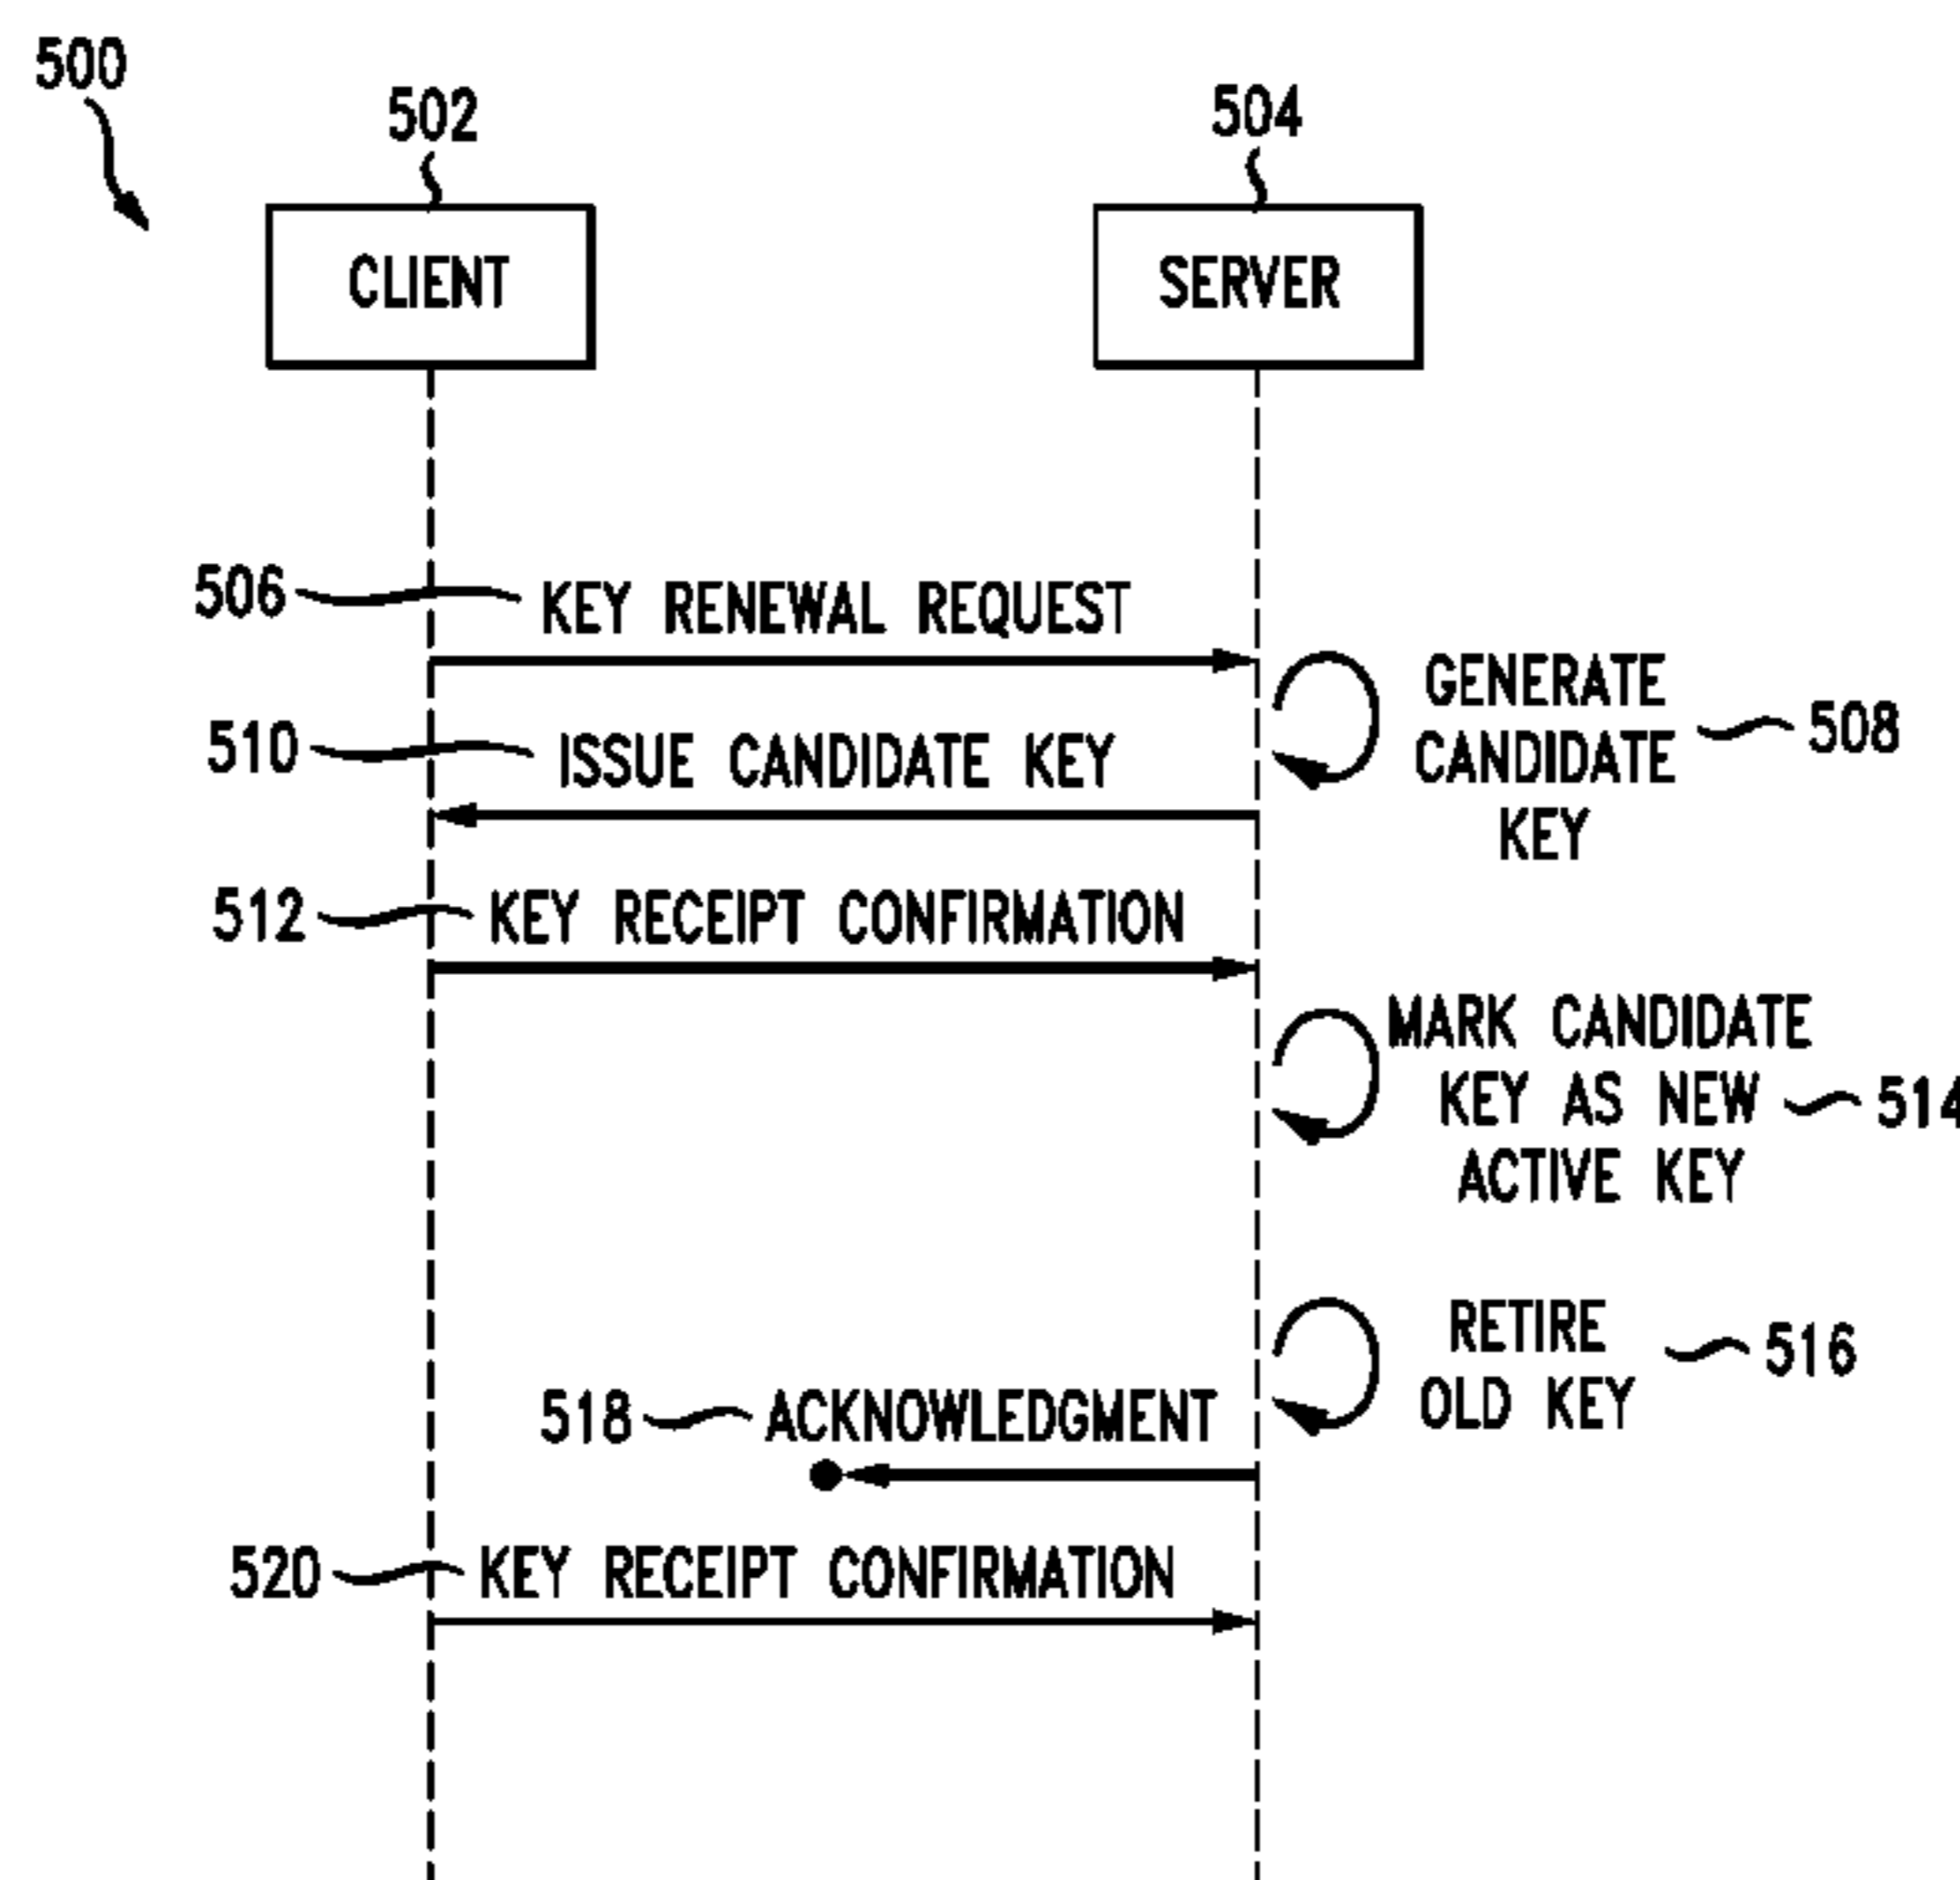 500
502
504
CLIENT
SERVER
506
KEY RENEWAL REQUEST
GENERATE
CANDIDATE
KEY
508
510
ISSUE CANDIDATE KEY
512
KEY RECEIPT CONFIRMATION
MARK CANDIDATE
KEY AS NEW
ACTIVE KEY
514
RETIRE
OLD KEY
516
518
ACKNOWLEDGMENT
520
KEY RECEIPT CONFIRMATION